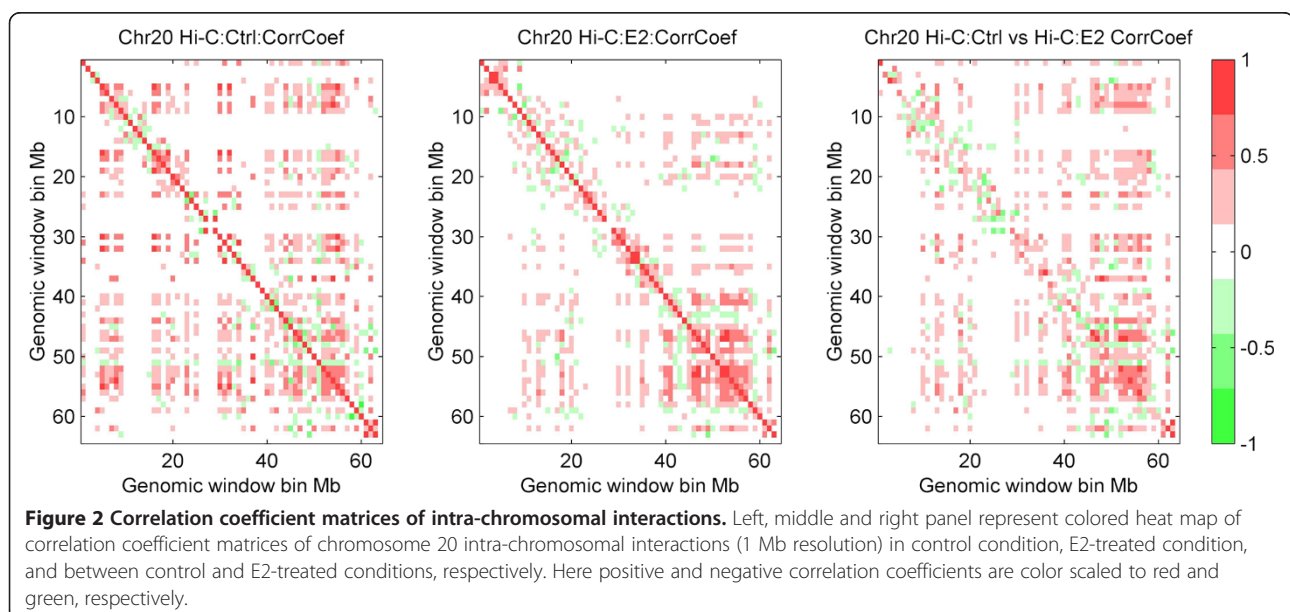 Chr20 Hi-C:Ctrl:CorrCoef
Chr20 Hi-C:E2:CorrCoef
Chr20 Hi-C:Ctrl vs Hi-C:E2 CorrCoef
Genomic window bin Mb
10
20
30
40
50
60
20
40
60
Genomic window bin Mb
Genomic window bin Mb
10
20
30
40
50
60
20
40
60
Genomic window bin Mb
Genomic window bin Mb
10
20
30
40
50
60
20
40
60
Genomic window bin Mb
1
0.5
0
-0.5
-1
Figure 2 Correlation coefficient matrices of intra-chromosomal interactions. Left, middle and right panel represent colored heat map of
correlation coefficient matrices of chromosome 20 intra-chromosomal interactions (1 Mb resolution) in control condition, E2-treated condition,
and between control and E2-treated conditions, respectively. Here positive and negative correlation coefficients are color scaled to red and
green, respectively.